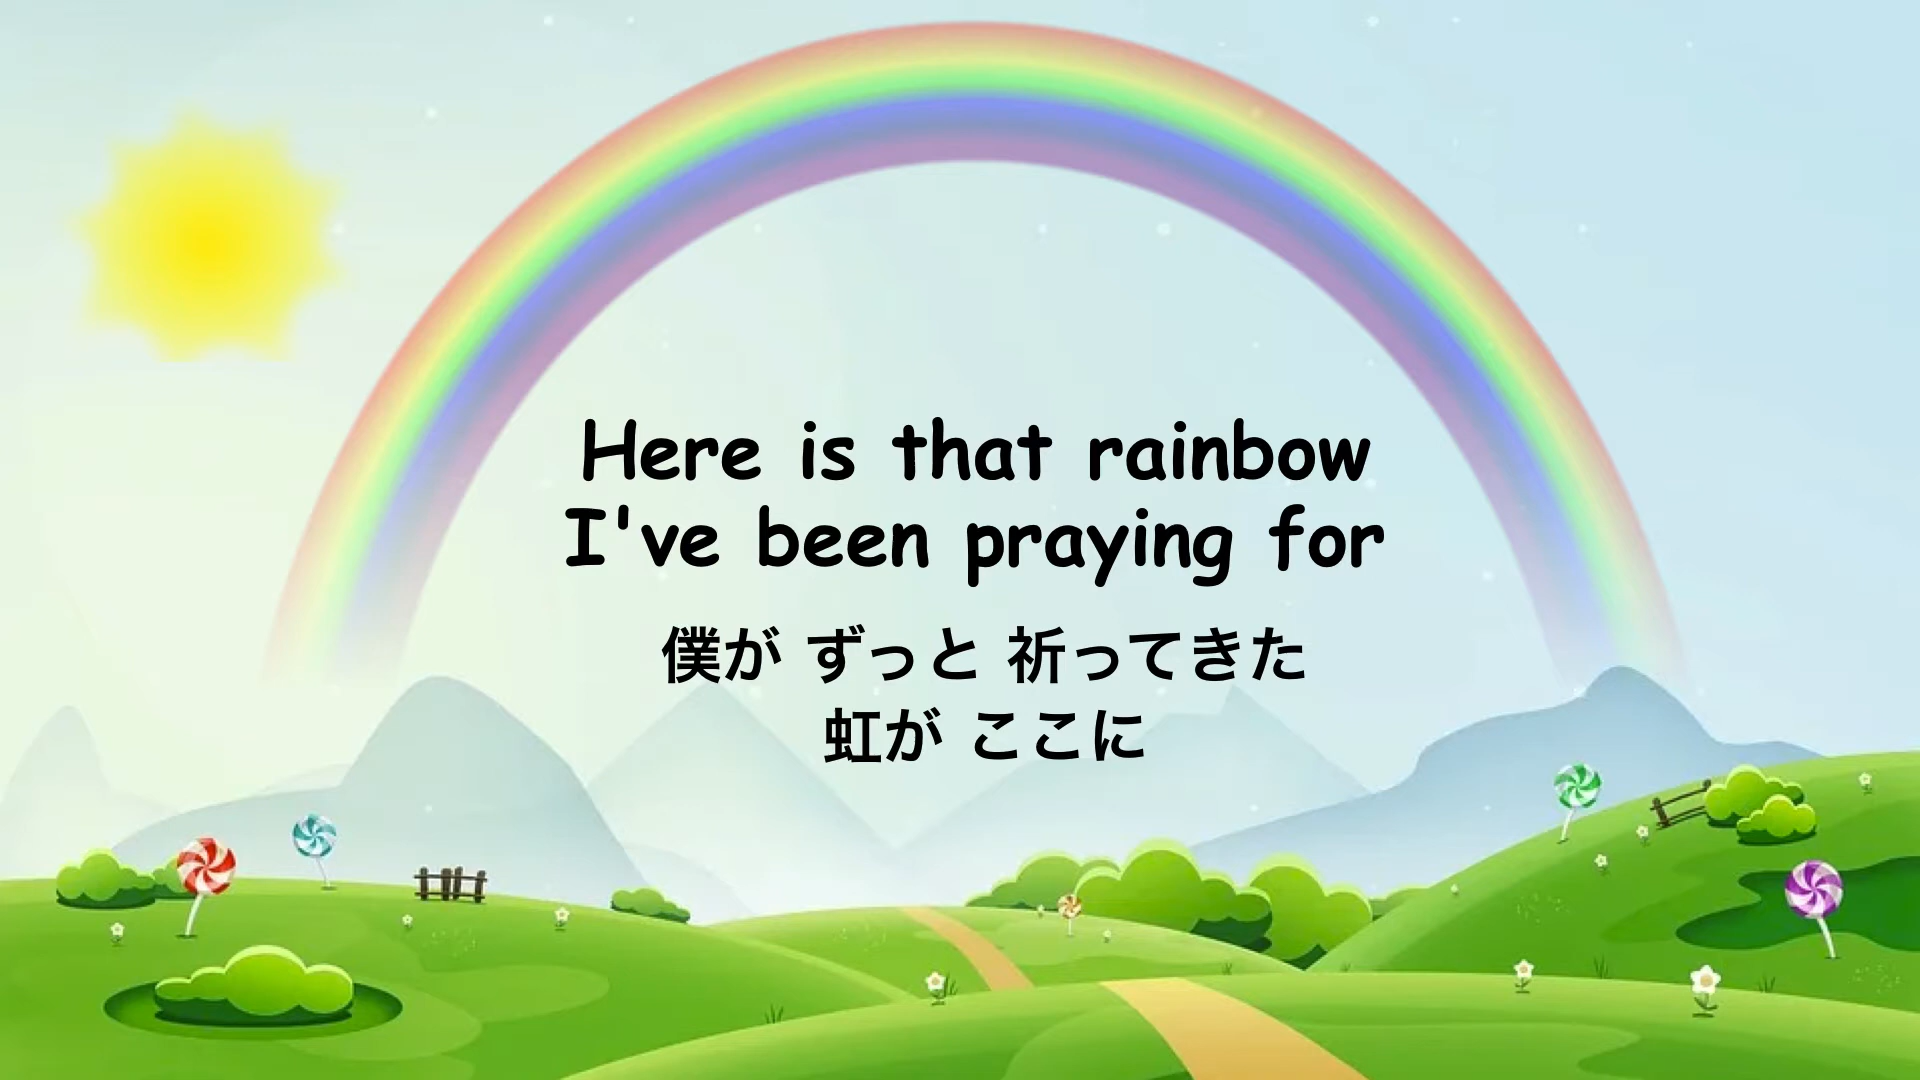 Here is that rainbow
I've been praying for
僕が ずっと 祈ってきた
虹が ここに